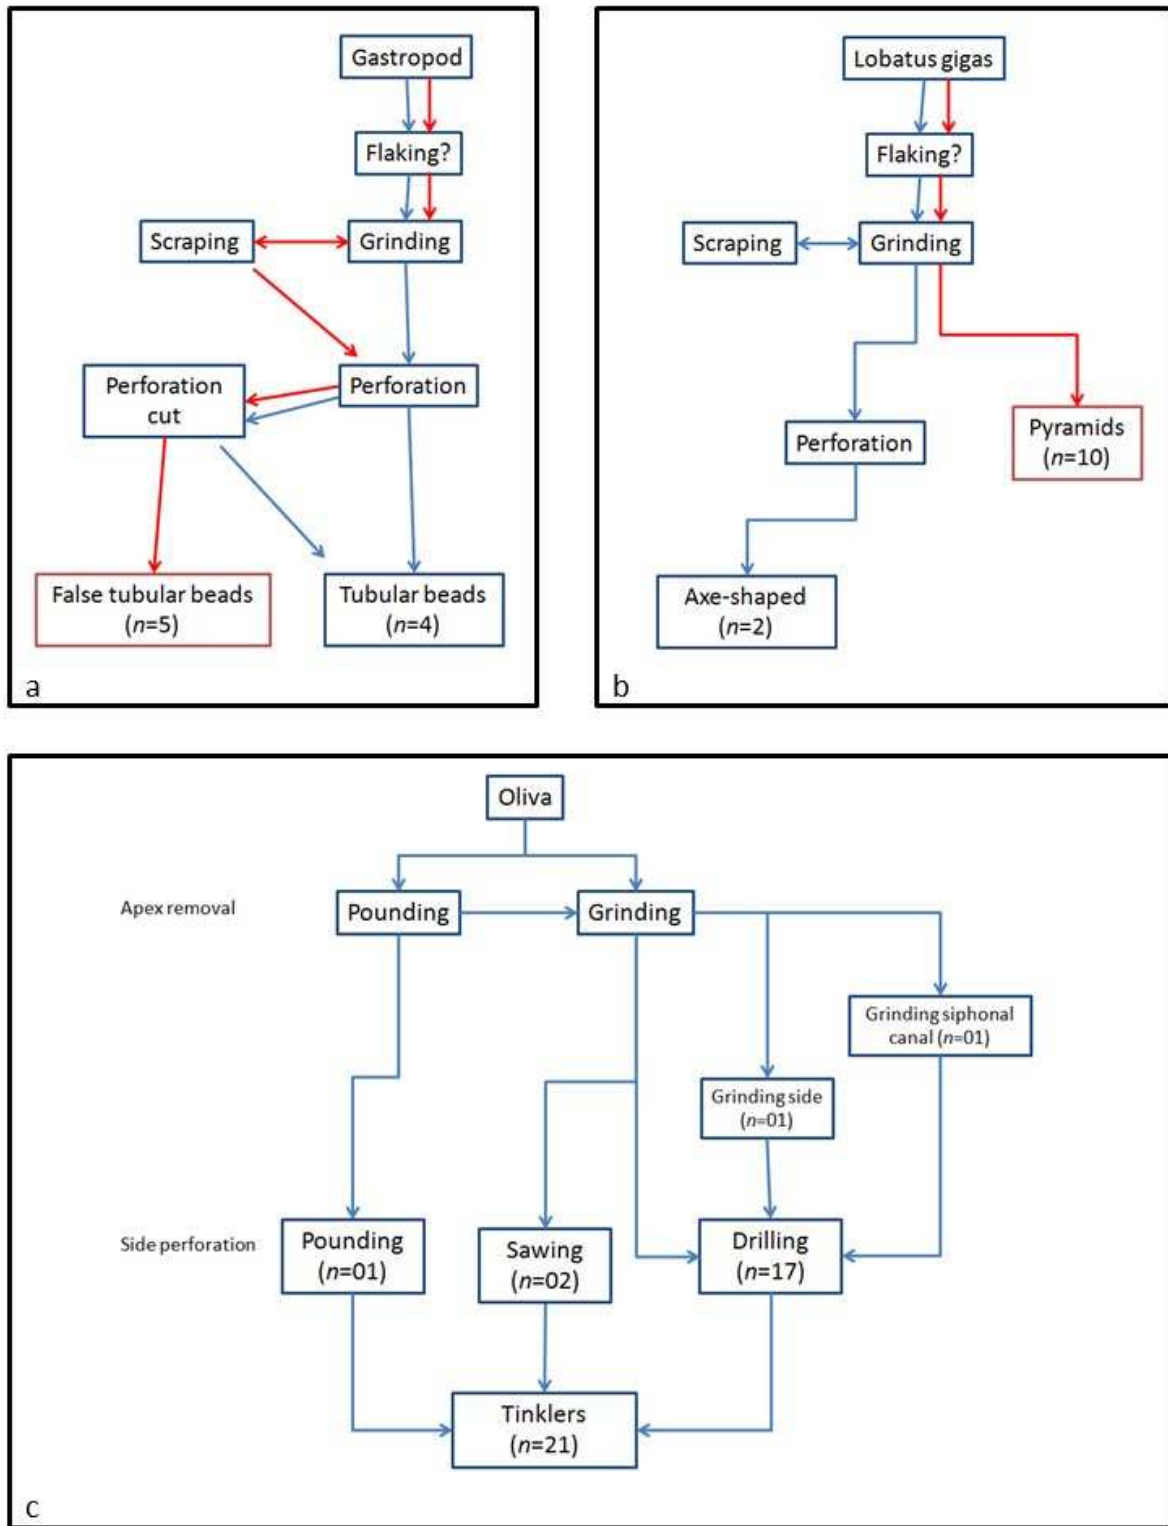 Gastropod
Flaking?
Scraping
Grinding
Perforation
cut
Perforation
False tubular beads
(n=5)
Tubular beads
(n=4)
a
Lobatus gigas
Flaking?
Scraping
Grinding
Perforation
Pyramids
(n=10)
Axe-shaped
(n=2)
b
Oliva
Apex removal
Pounding
Grinding
Grinding siphonal
canal (n=01)
Grinding side
(n=01)
Side perforation
Pounding
(n=01)
Sawing
(n=02)
Drilling
(n=17)
Tinklers
(n=21)
c